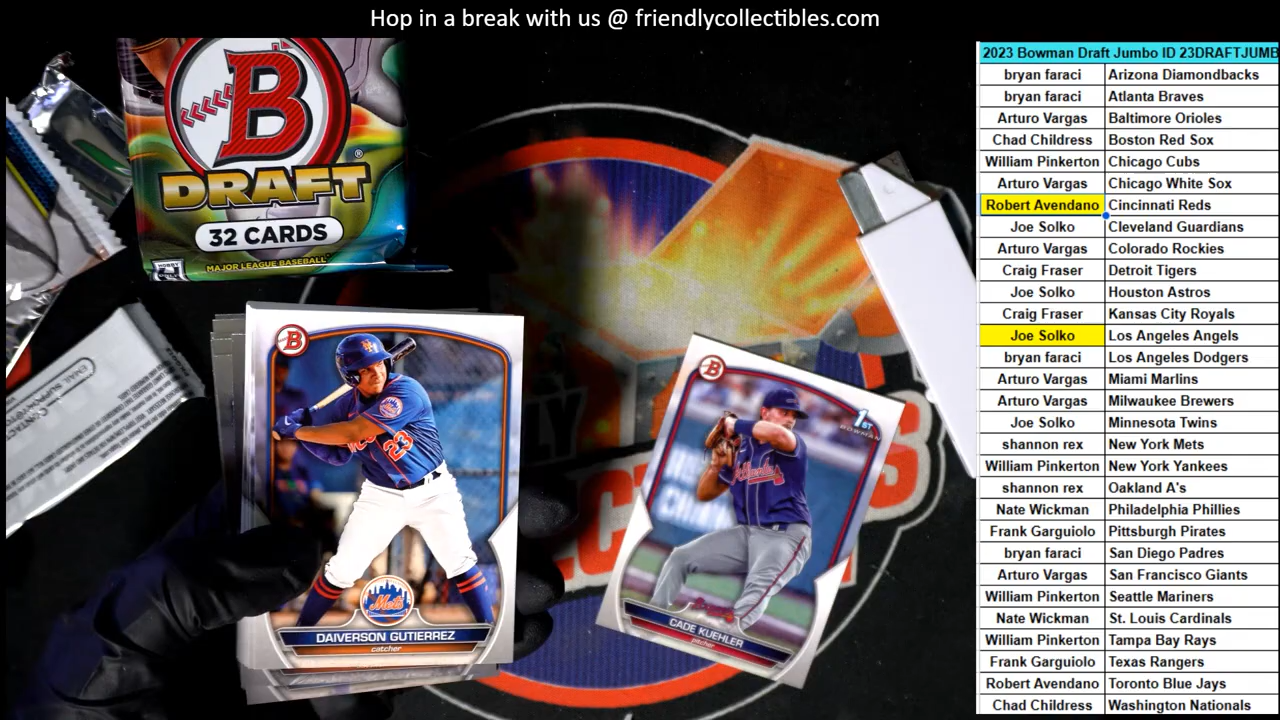 Hop in a break with us @ friendlycollectibles.com
B
DRAFT
32 CARDS
MAJOR LEAGUE BASEBALL
B
Mets
23
Mets
DAIVERSON GUTIERREZ
catcher
B
1ST
BOWMAN
CADE KUEHLER
pitcher
2023 Bowman Draft Jumbo ID 23DRAFTJUMB
bryan faraci Arizona Diamondbacks
bryan faraci Atlanta Braves
Arturo Vargas Baltimore Orioles
Chad Childress Boston Red Sox
William Pinkerton Chicago Cubs
Arturo Vargas Chicago White Sox
Robert Avendano Cincinnati Reds
Joe Solko Cleveland Guardians
Arturo Vargas Colorado Rockies
Craig Fraser Detroit Tigers
Joe Solko Houston Astros
Craig Fraser Kansas City Royals
Joe Solko Los Angeles Angels
bryan faraci Los Angeles Dodgers
Arturo Vargas Miami Marlins
Arturo Vargas Milwaukee Brewers
Joe Solko Minnesota Twins
shannon rex New York Mets
William Pinkerton New York Yankees
shannon rex Oakland A's
Nate Wickman Philadelphia Phillies
Frank Garguiolo Pittsburgh Pirates
bryan faraci San Diego Padres
Arturo Vargas San Francisco Giants
William Pinkerton Seattle Mariners
Nate Wickman St. Louis Cardinals
William Pinkerton Tampa Bay Rays
Frank Garguiolo Texas Rangers
Robert Avendano Toronto Blue Jays
Chad Childress Washington Nationals